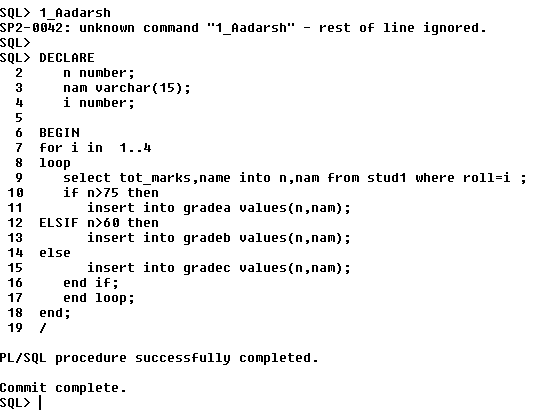 SQL> 1_Aadarsh
SP2-0042: unknown command "1_Aadarsh" - rest of line ignored.
SQL>
SQL> DECLARE
  2     n number;
  3     nam varchar(15);
  4     i number;
  5
  6  BEGIN
  7  for i in  1..4
  8  loop
  9     select tot_marks,name into n,nam from stud1 where roll=i ;
 10     if n>75 then
 11        insert into gradea values(n,nam);
 12  ELSIF n>60 then
 13        insert into gradeb values(n,nam);
 14  else
 15        insert into gradec values(n,nam);
 16     end if;
 17     end loop;
 18  end;
 19  /
PL/SQL procedure successfully completed.
Commit complete.
SQL>